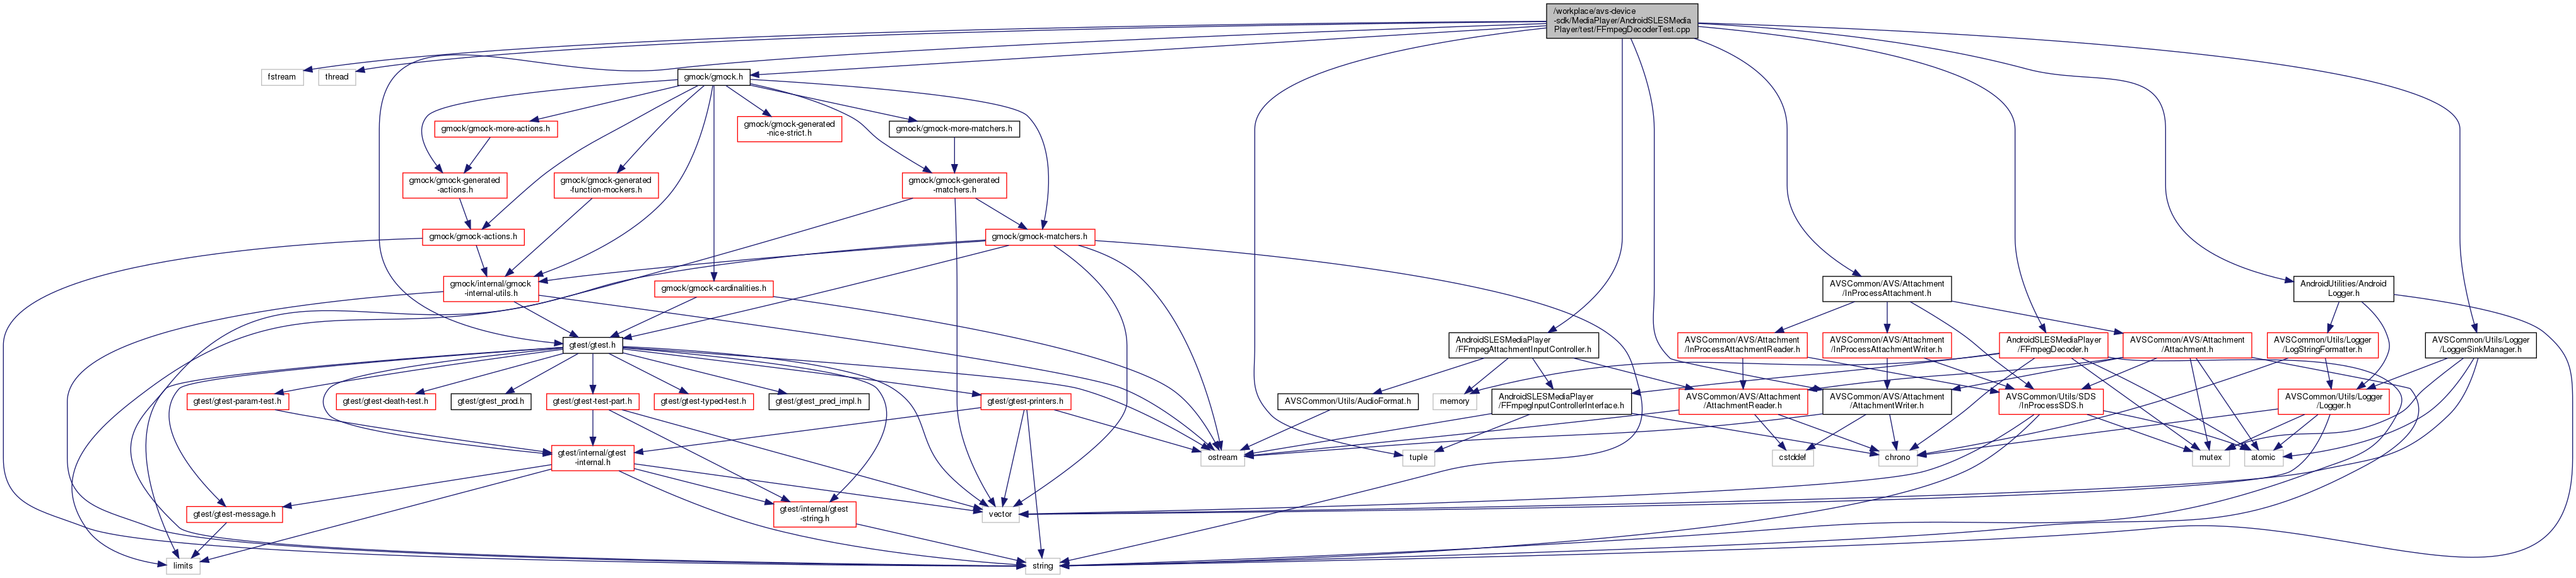 /workplace/avs-device
-sdk/MediaPlayer/AndroidSLESMedia
Player/test/FFmpegDecoderTest.cpp
fstream
thread
gmock/gmock.h
gmock/gmock-more-actions.h
gmock/gmock-generated
-nice-strict.h
gmock/gmock-more-matchers.h
gmock/gmock-generated
-actions.h
gmock/gmock-generated
-function-mockers.h
gmock/gmock-generated
-matchers.h
gmock/gmock-actions.h
gmock/gmock-matchers.h
gmock/internal/gmock
-internal-utils.h
gmock/gmock-cardinalities.h
AVSCommon/AVS/Attachment
/InProcessAttachment.h
AndroidUtilities/Android
Logger.h
gtest/gtest.h
AndroidSLESMediaPlayer
/FFmpegAttachmentInputController.h
AVSCommon/AVS/Attachment
/InProcessAttachmentReader.h
AVSCommon/AVS/Attachment
/InProcessAttachmentWriter.h
AndroidSLESMediaPlayer
/FFmpegDecoder.h
AVSCommon/AVS/Attachment
/Attachment.h
AVSCommon/Utils/Logger
/LogStringFormatter.h
AVSCommon/Utils/Logger
/LoggerSinkManager.h
gtest/gtest-param-test.h
gtest/gtest-death-test.h
gtest/gtest_prod.h
gtest/gtest-test-part.h
gtest/gtest-typed-test.h
gtest/gtest_pred_impl.h
gtest/gtest-printers.h
AVSCommon/Utils/AudioFormat.h
memory
AndroidSLESMediaPlayer
/FFmpegInputControllerInterface.h
AVSCommon/AVS/Attachment
/AttachmentReader.h
AVSCommon/AVS/Attachment
/AttachmentWriter.h
AVSCommon/Utils/SDS
/InProcessSDS.h
AVSCommon/Utils/Logger
/Logger.h
gtest/internal/gtest
-internal.h
ostream
tuple
cstddef
chrono
mutex
atomic
gtest/gtest-message.h
gtest/internal/gtest
-string.h
vector
limits
string